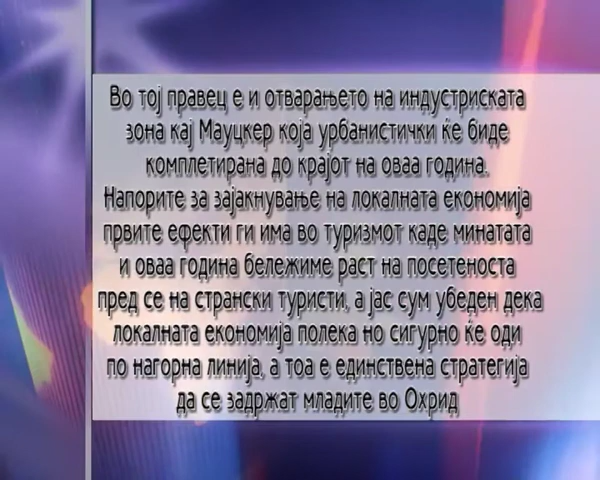 Во тој правец е и отварањето на индустриската
зона кај Мауцкер која урбанистички ќе биде
комплетирана до крајот на оваа година.
Напорите за зајакнување на локалната економија
првите ефекти ги има во туризмот каде минатата
и оваа година бележиме раст на посетеноста
пред се на странски туристи, а јас сум убеден дека
локалната економија полека но сигурно ќе оди
по нагорна линија, а тоа е единствена стратегија
да се задржат младите во Охрид